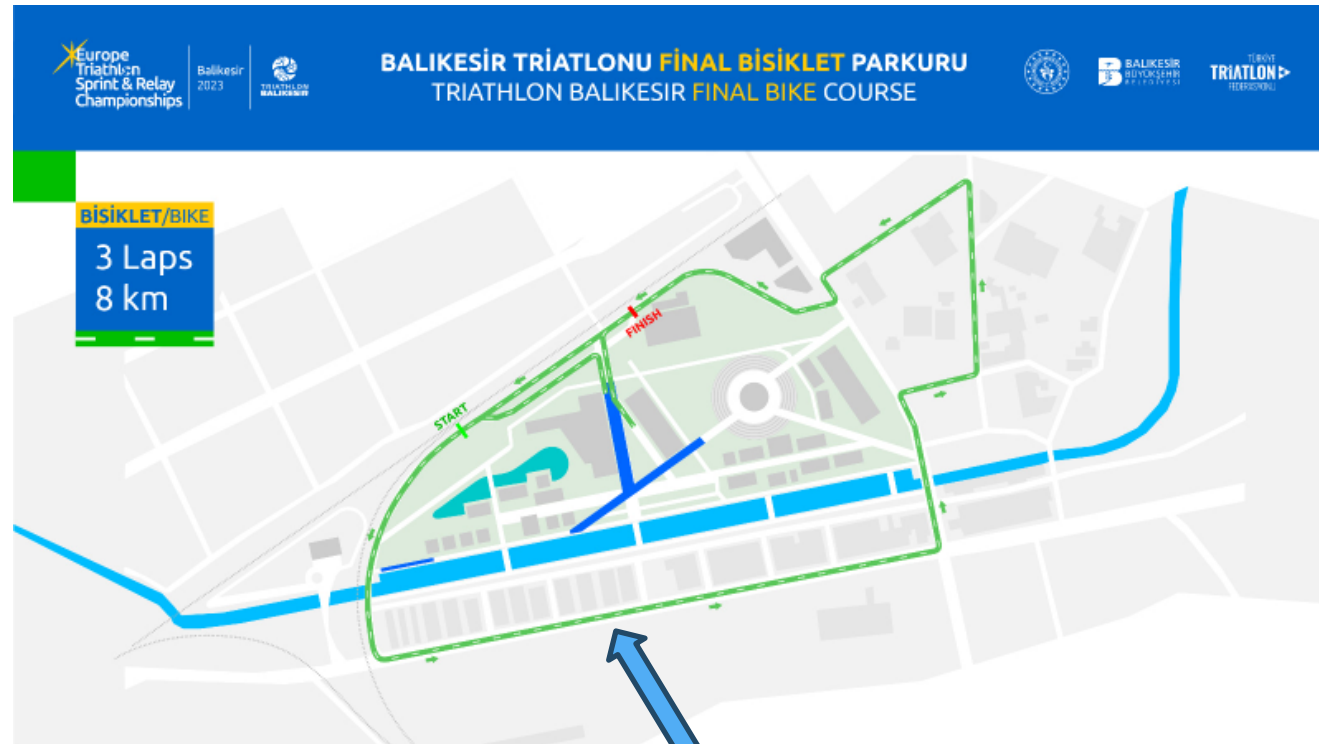 Europe
Triathlon
Sprint & Relay
Championships
Balikesir
2023
TRIATHLON
BALIKESIR
BALIKESİR TRİATLONU FİNAL BİSİKLET PARKURU
TRIATHLON BALIKESIR FINAL BIKE COURSE
BALIKESİR
BÜYÜKŞEHİR
BELEDİYESİ
TÜRKİYE
TRİATLON
FEDERASYONU
BİSİKLET/BIKE
3 Laps
8 km
FINISH
START